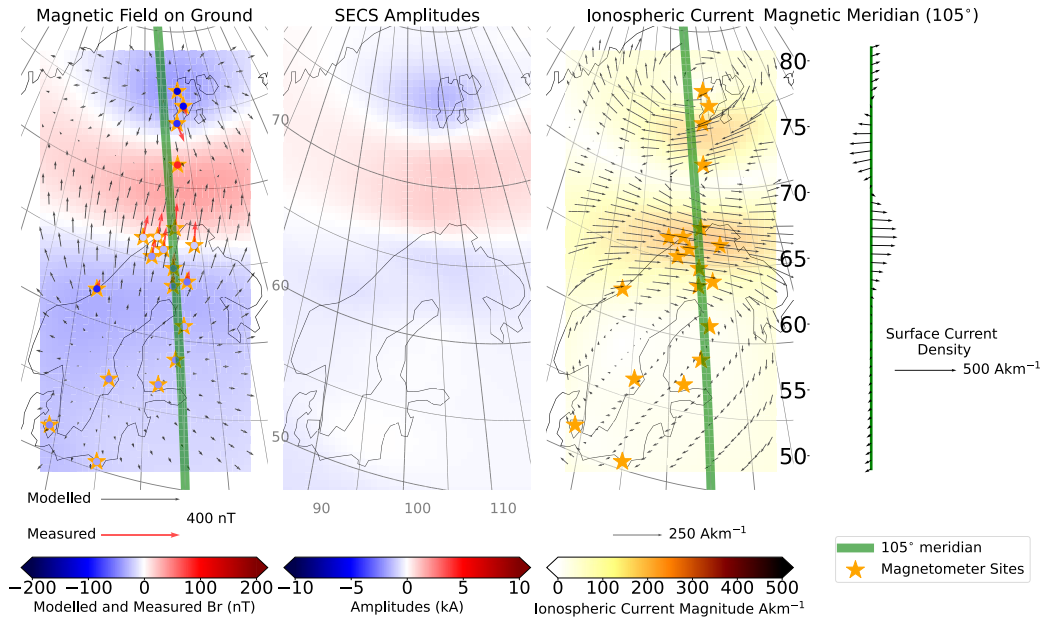 Magnetic Field on Ground
SECS Amplitudes
Ionospheric Current
Magnetic Meridian (105°)
80
75
70
65
60
55
50
70
60
50
90
100
110
Surface Current
Density
500 Akm⁻¹
Modelled
400 nT
Measured
250 Akm⁻¹
−200 −100 0 100 200
Modelled and Measured Br (nT)
−10 −5 0 5 10
Amplitudes (kA)
0 100 200 300 400 500
Ionospheric Current Magnitude Akm⁻¹
105° meridian
Magnetometer Sites